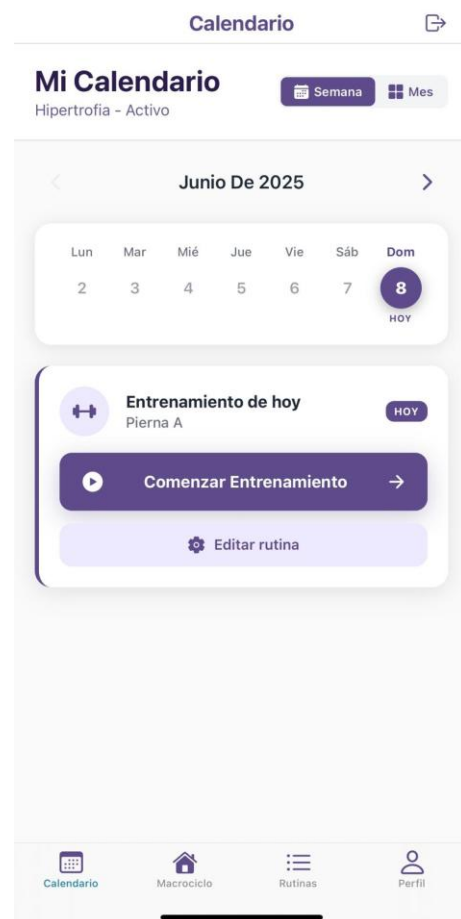 Calendario
Mi Calendario
Hipertrofia - Activo
Semana
Mes
Junio De 2025
Lun Mar Mié Jue Vie Sáb Dom
2 3 4 5 6 7 8
HOY
Entrenamiento de hoy
Pierna A
HOY
Comenzar Entrenamiento
Editar rutina
Calendario Macrociclo Rutinas Perfil